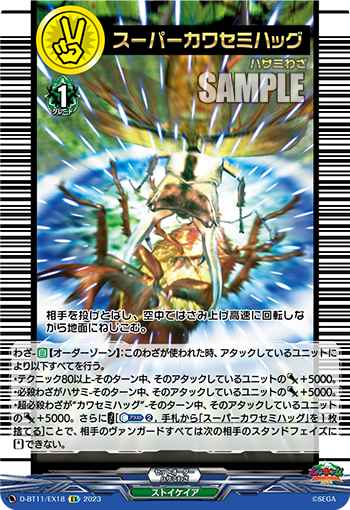 スーパーカワセミハッグ
ハサミわざ
SAMPLE
1
グレード
相手を投げとばし、空中ではさみ上げ高速に回転しな
がら地面にねじこむ。
わざ-【オーダーゾーン】:このわざが使われた時、アタックしているユニットに
より以下すべてを行う。
・テクニック80以上-そのターン中、そのアタックしているユニットの+5000。
・必殺わざがハサミ-そのターン中、そのアタックしているユニットの+5000。
・超必殺わざが“カワセミハッグ”-そのターン中、そのアタックしているユニット
の+5000。さらに【 2, 手札から「スーパーカワセミハッグ」を1枚
捨てる】ことで、相手のヴァンガードすべては次の相手のスタンドフェイズに
【】できない。
D-BT11/EX18 2023
セットオーダー
ストイケイア
©SEGA